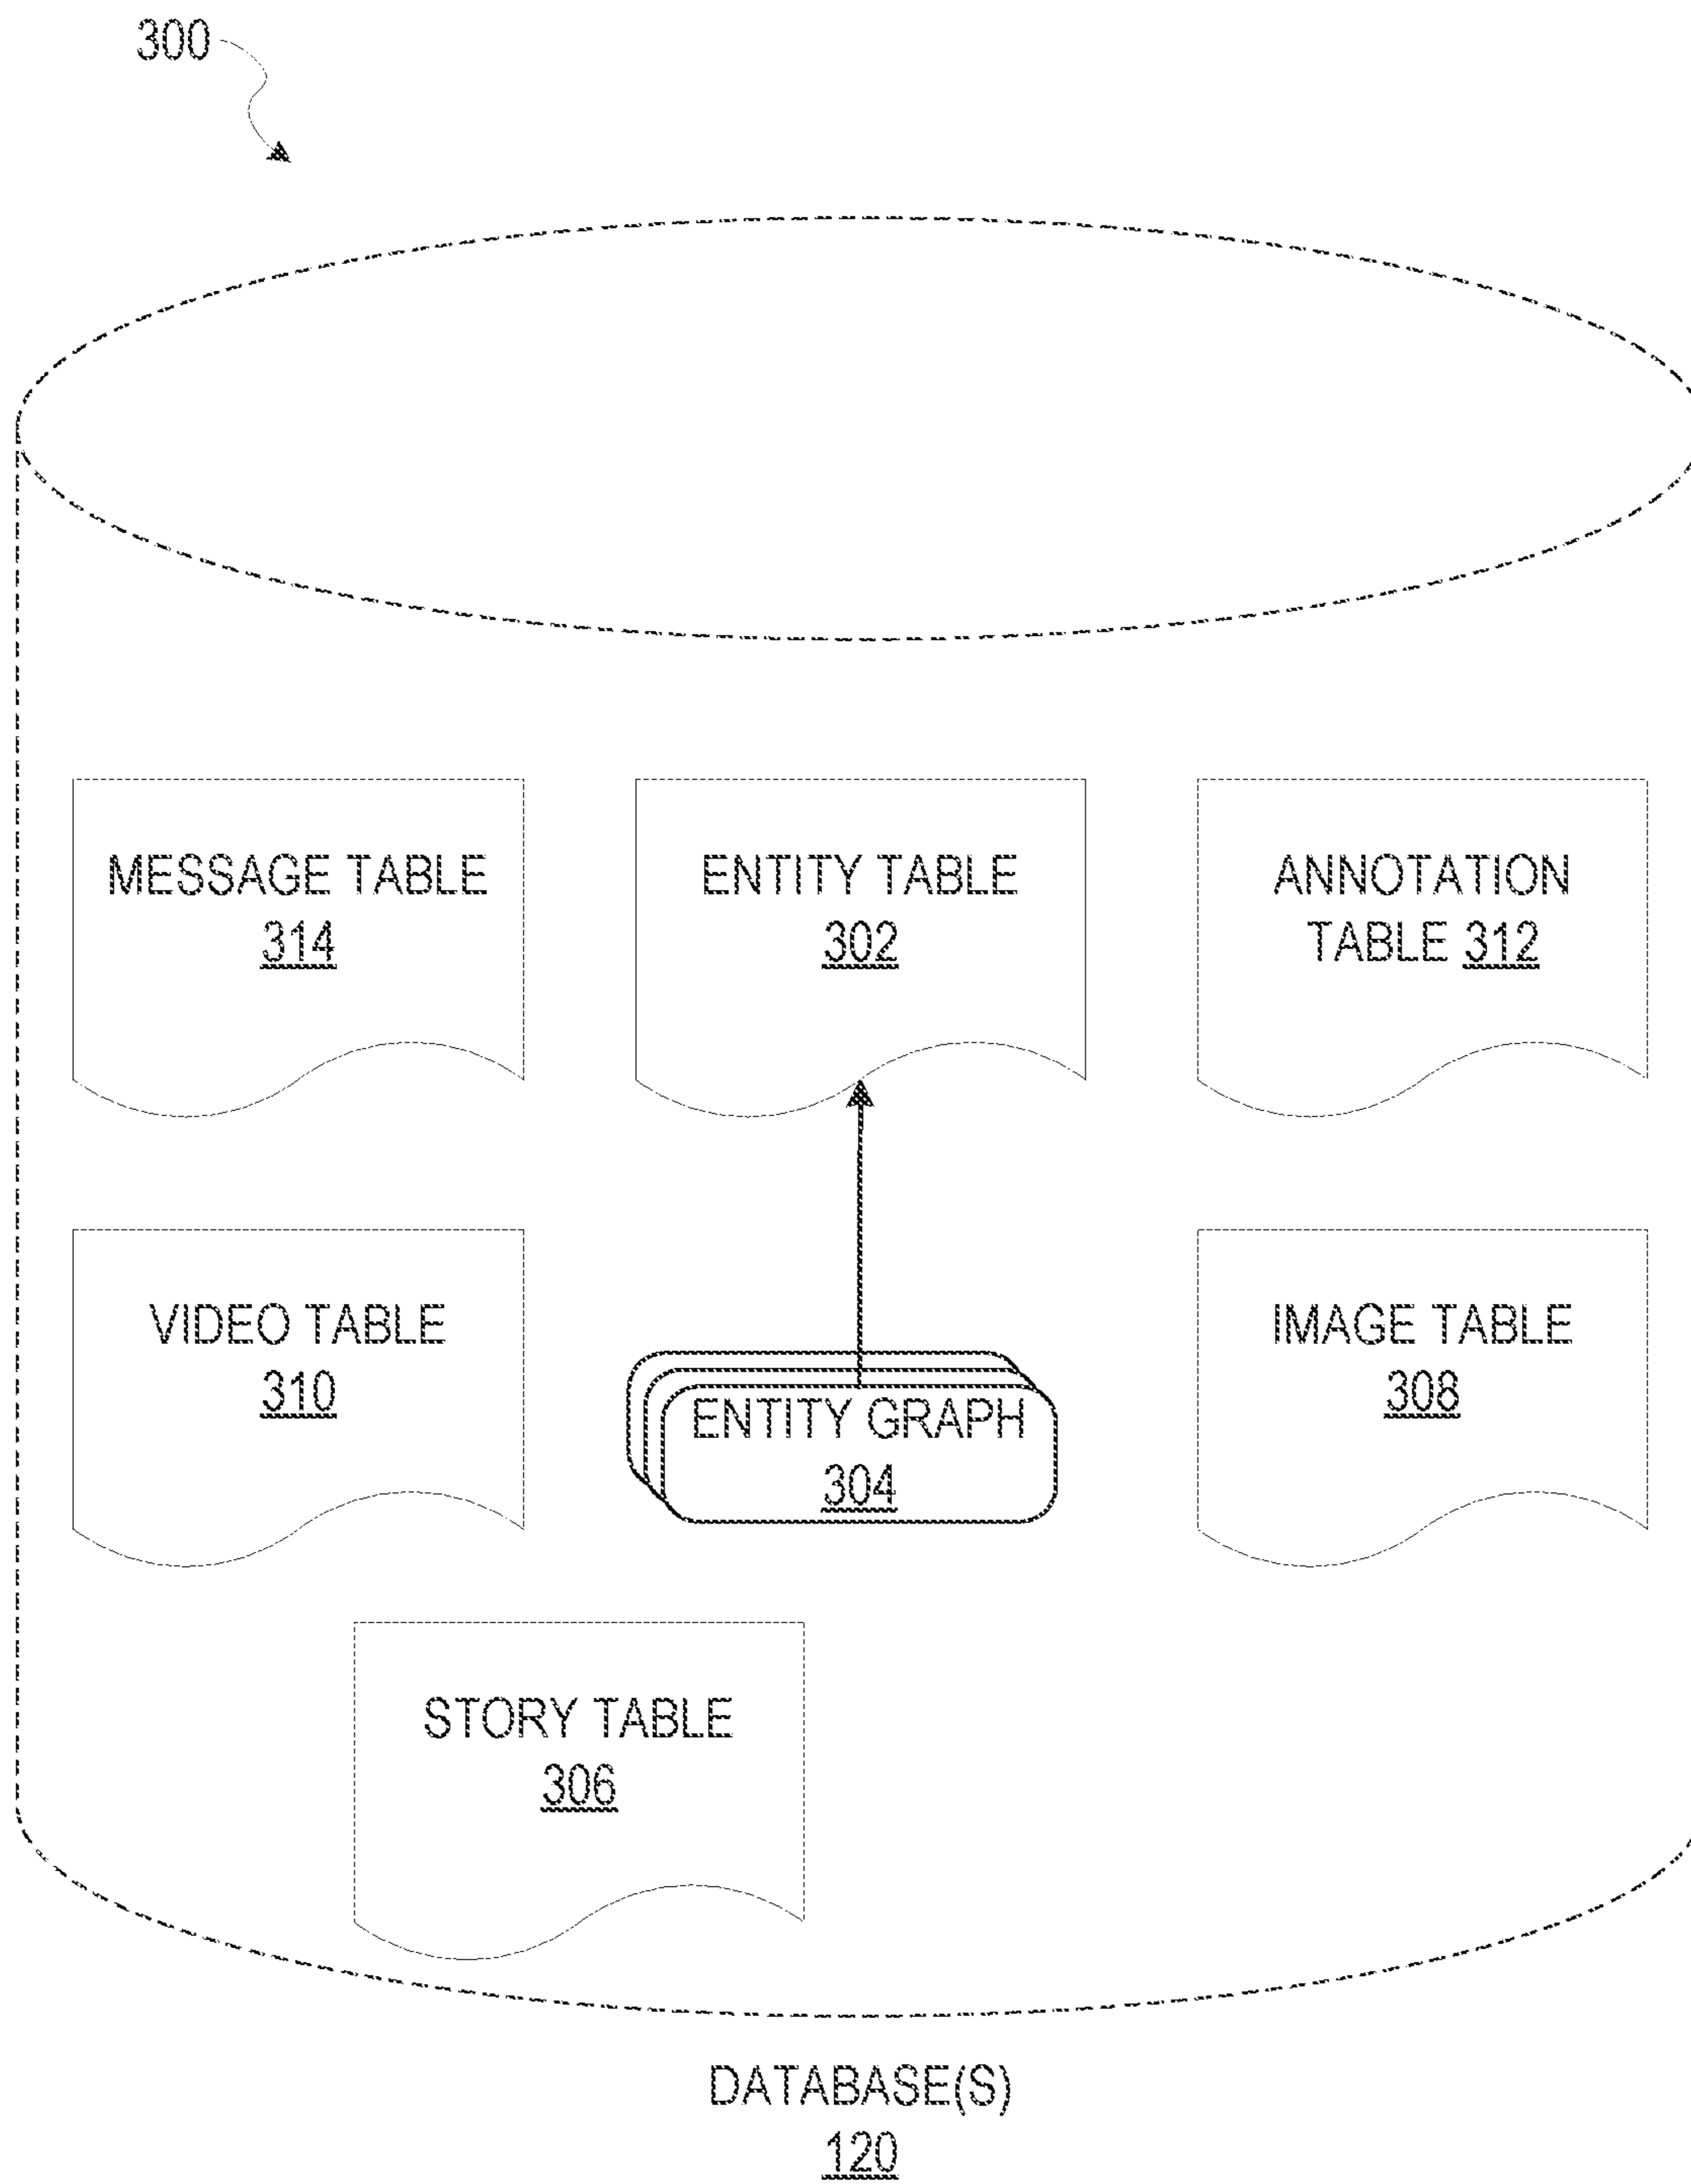 300
MESSAGE TABLE
314
ENTITY TABLE
302
ANNOTATION
TABLE 312
VIDEO TABLE
310
ENTITY GRAPH
304
IMAGE TABLE
308
STORY TABLE
306
DATABASE(S)
120